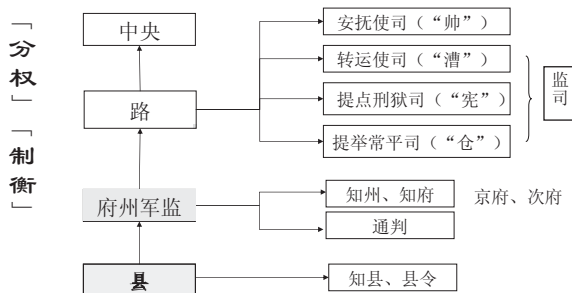 「分权」「制衡」
中央
路
府州军监
县
安抚使司（“帅”）
转运使司（“漕”）
提点刑狱司（“宪”）
提举常平司（“仓”）
监司
知州、知府
京府、次府
通判
知县、县令